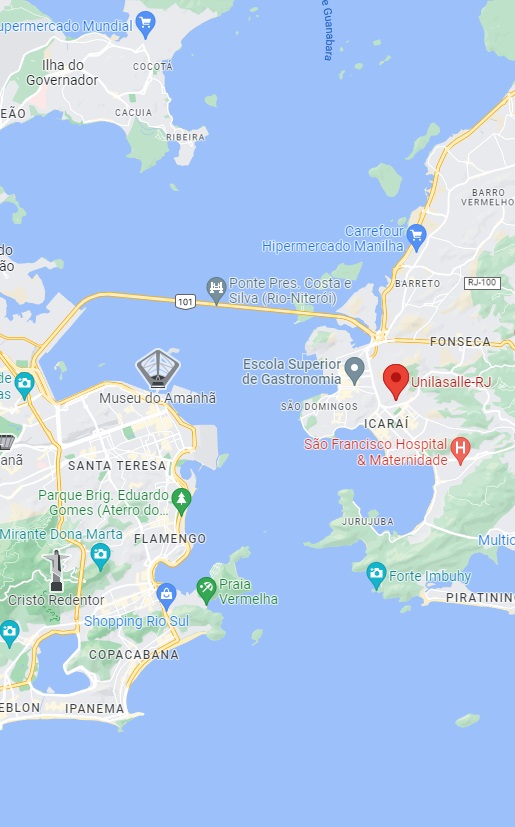 upermercado Mundial
e Guanabara
Ilha do
Governador
COCOTÁ
EÃO
CACUIA
RIBEIRA
BARRO
VERMELHO
Carrefour
Hipermercado Manilha
do
ão
Ponte Pres. Costa e
Silva (Rio-Niterói)
BARRETO
RJ-100
101
FONSECA
Escola Superior
de Gastronomia
de
as
Unilasalle-RJ
Museu do Amanhã
SÃO DOMINGOS
ICARAÍ
São Francisco Hospital
& Maternidade
H
anã
SANTA TERESA
Parque Brig. Eduardo
Gomes (Aterro do...
JURUJUBA
Mirante Dona Marta
FLAMENGO
Multic
Forte Imbuhy
Praia
Vermelha
Cristo Redentor
PIRATININ
Shopping Rio Sul
COPACABANA
EBLON
IPANEMA